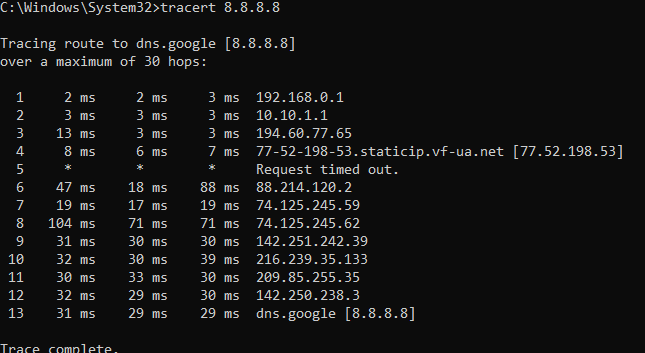 C:\Windows\System32>tracert 8.8.8.8
Tracing route to dns.google [8.8.8.8]
over a maximum of 30 hops:
1 2 ms 2 ms 3 ms 192.168.0.1
2 3 ms 3 ms 3 ms 10.10.1.1
3 13 ms 3 ms 3 ms 194.60.77.65
4 8 ms 6 ms 7 ms 77-52-198-53.staticip.vf-ua.net [77.52.198.53]
5 * * * Request timed out.
6 47 ms 18 ms 88 ms 88.214.120.2
7 19 ms 17 ms 19 ms 74.125.245.59
8 104 ms 71 ms 71 ms 74.125.245.62
9 31 ms 30 ms 30 ms 142.251.242.39
10 32 ms 30 ms 39 ms 216.239.35.133
11 30 ms 33 ms 30 ms 209.85.255.35
12 32 ms 29 ms 30 ms 142.250.238.3
13 31 ms 29 ms 29 ms dns.google [8.8.8.8]
Trace complete.